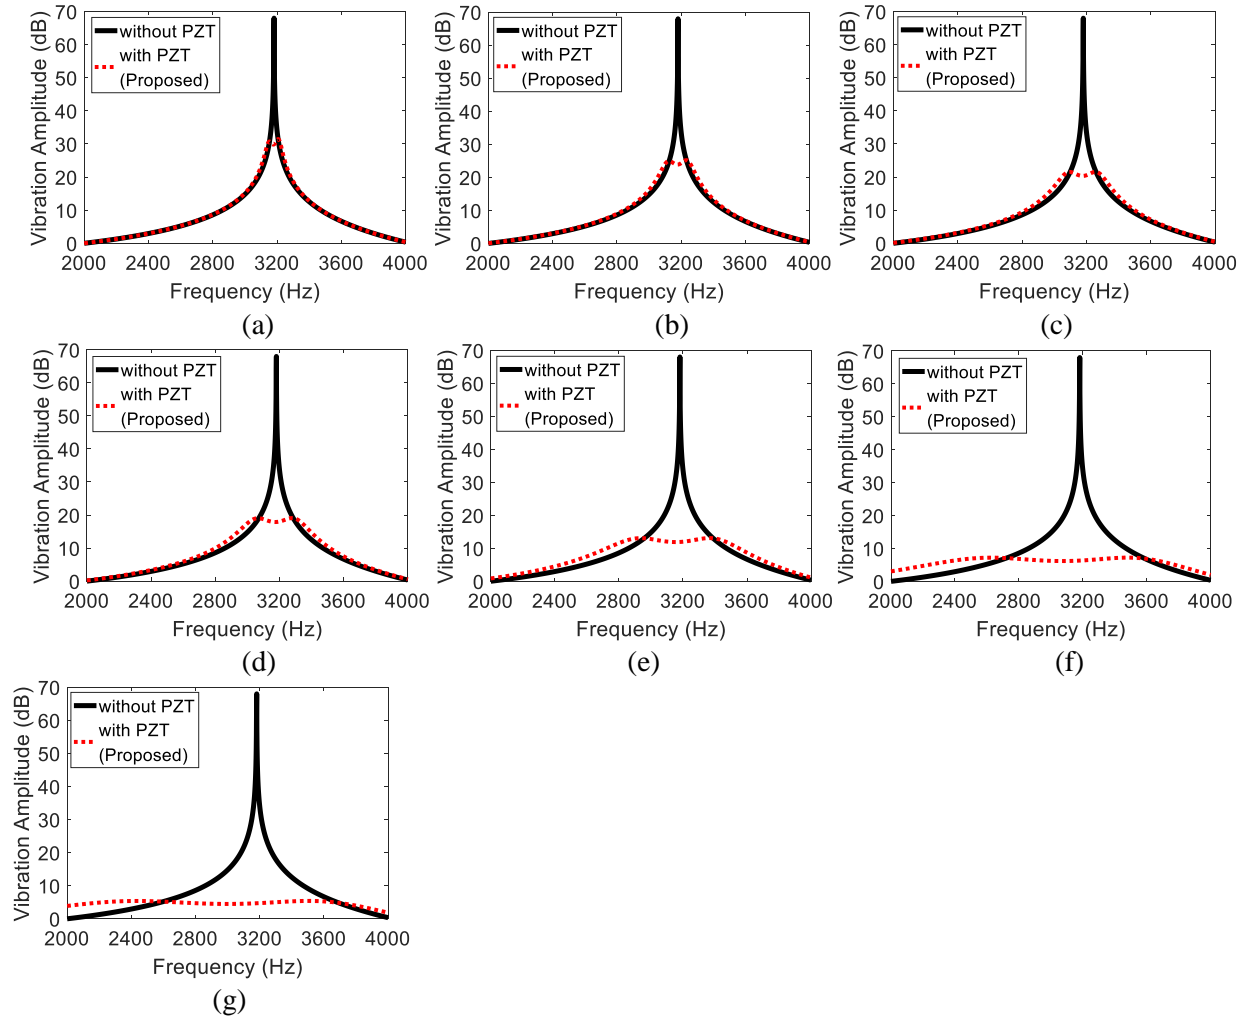 Vibration Amplitude (dB)
70
60
50
40
30
20
10
0
without PZT
with PZT
(Proposed)
2000 2400 2800 3200 3600 4000
Frequency (Hz)
(a)
Vibration Amplitude (dB)
70
60
50
40
30
20
10
0
without PZT
with PZT
(Proposed)
2000 2400 2800 3200 3600 4000
Frequency (Hz)
(b)
Vibration Amplitude (dB)
70
60
50
40
30
20
10
0
without PZT
with PZT
(Proposed)
2000 2400 2800 3200 3600 4000
Frequency (Hz)
(c)
Vibration Amplitude (dB)
70
60
50
40
30
20
10
0
without PZT
with PZT
(Proposed)
2000 2400 2800 3200 3600 4000
Frequency (Hz)
(d)
Vibration Amplitude (dB)
70
60
50
40
30
20
10
0
without PZT
with PZT
(Proposed)
2000 2400 2800 3200 3600 4000
Frequency (Hz)
(e)
Vibration Amplitude (dB)
70
60
50
40
30
20
10
0
without PZT
with PZT
(Proposed)
2000 2400 2800 3200 3600 4000
Frequency (Hz)
(f)
Vibration Amplitude (dB)
70
60
50
40
30
20
10
0
without PZT
with PZT
(Proposed)
2000 2400 2800 3200 3600 4000
Frequency (Hz)
(g)